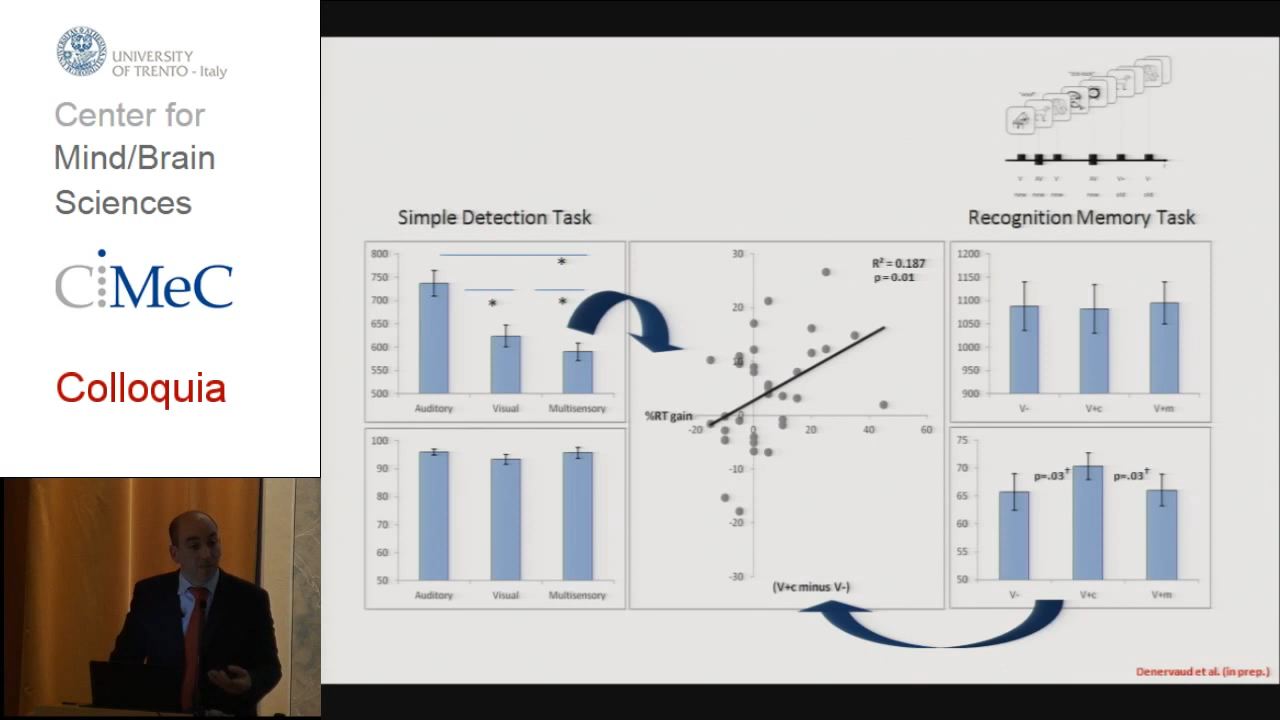 UNIVERSITY
OF TRENTO - Italy
Center for
Mind/Brain
Sciences
CiMeC
Colloquia
Simple Detection Task
800
750
700
650
600
550
500
*
*
*
Auditory
Visual
Multisensory
100
90
80
70
60
50
Auditory
Visual
Multisensory
30
20
10
0
-10
-20
-30
R² = 0.187
p = 0.01
%RT gain
-20
0
20
40
60
(V+c minus V-)
Recognition Memory Task
1200
1150
1100
1050
1000
950
900
V-
V+c
V+m
75
70
65
60
55
50
p=.03†
p=.03†
V-
V+c
V+m
Denervaud et al. (in prep.)